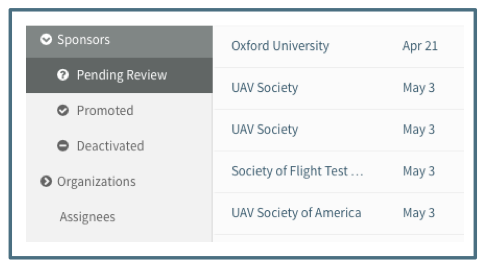 Sponsors
Pending Review
Promoted
Deactivated
Organizations
Assignees
Oxford University Apr 21
UAV Society May 3
UAV Society May 3
Society of Flight Test ... May 3
UAV Society of America May 3